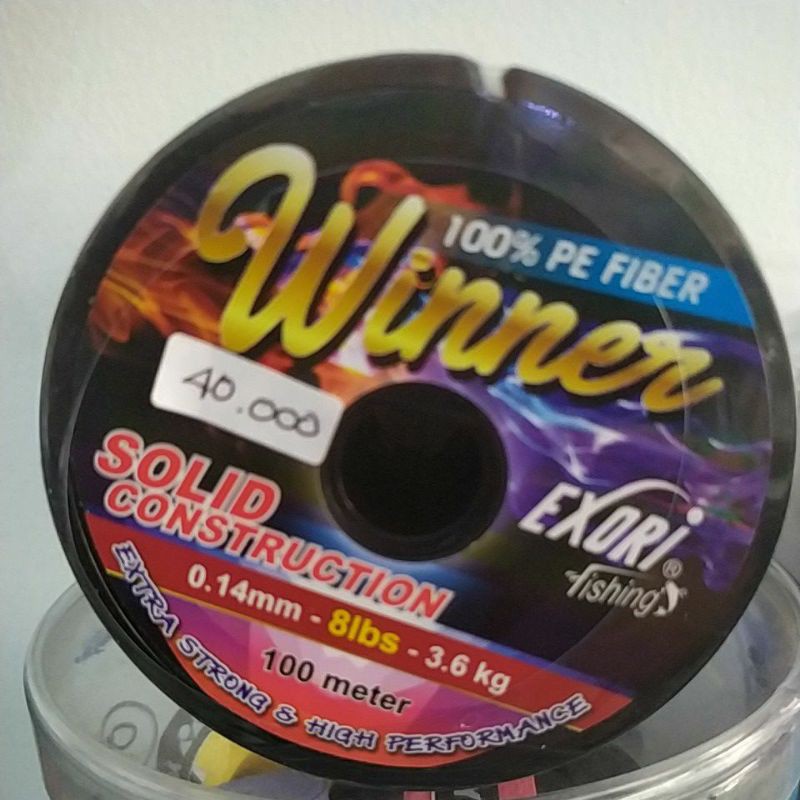 100% PE FIBER
Winner
40.000
EXORI®
fishing
SOLID
CONSTRUCTION
0.14mm - 8lbs - 3.6 kg
100 meter
EXTRA STRONG & HIGH PERFORMANCE